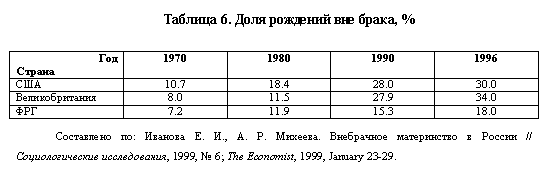 Таблица 6. Доля рождений вне брака, %
Год
Страна 1970 1980 1990 1996
США 10.7 18.4 28.0 30.0
Великобритания 8.0 11.5 27.9 34.0
ФРГ 7.2 11.9 15.3 18.0
Составлено по: Иванова Е. И., А. Р. Михеева. Внебрачное материнство в России //
Социологические исследования, 1999, № 6; The Economist, 1999, January 23-29.